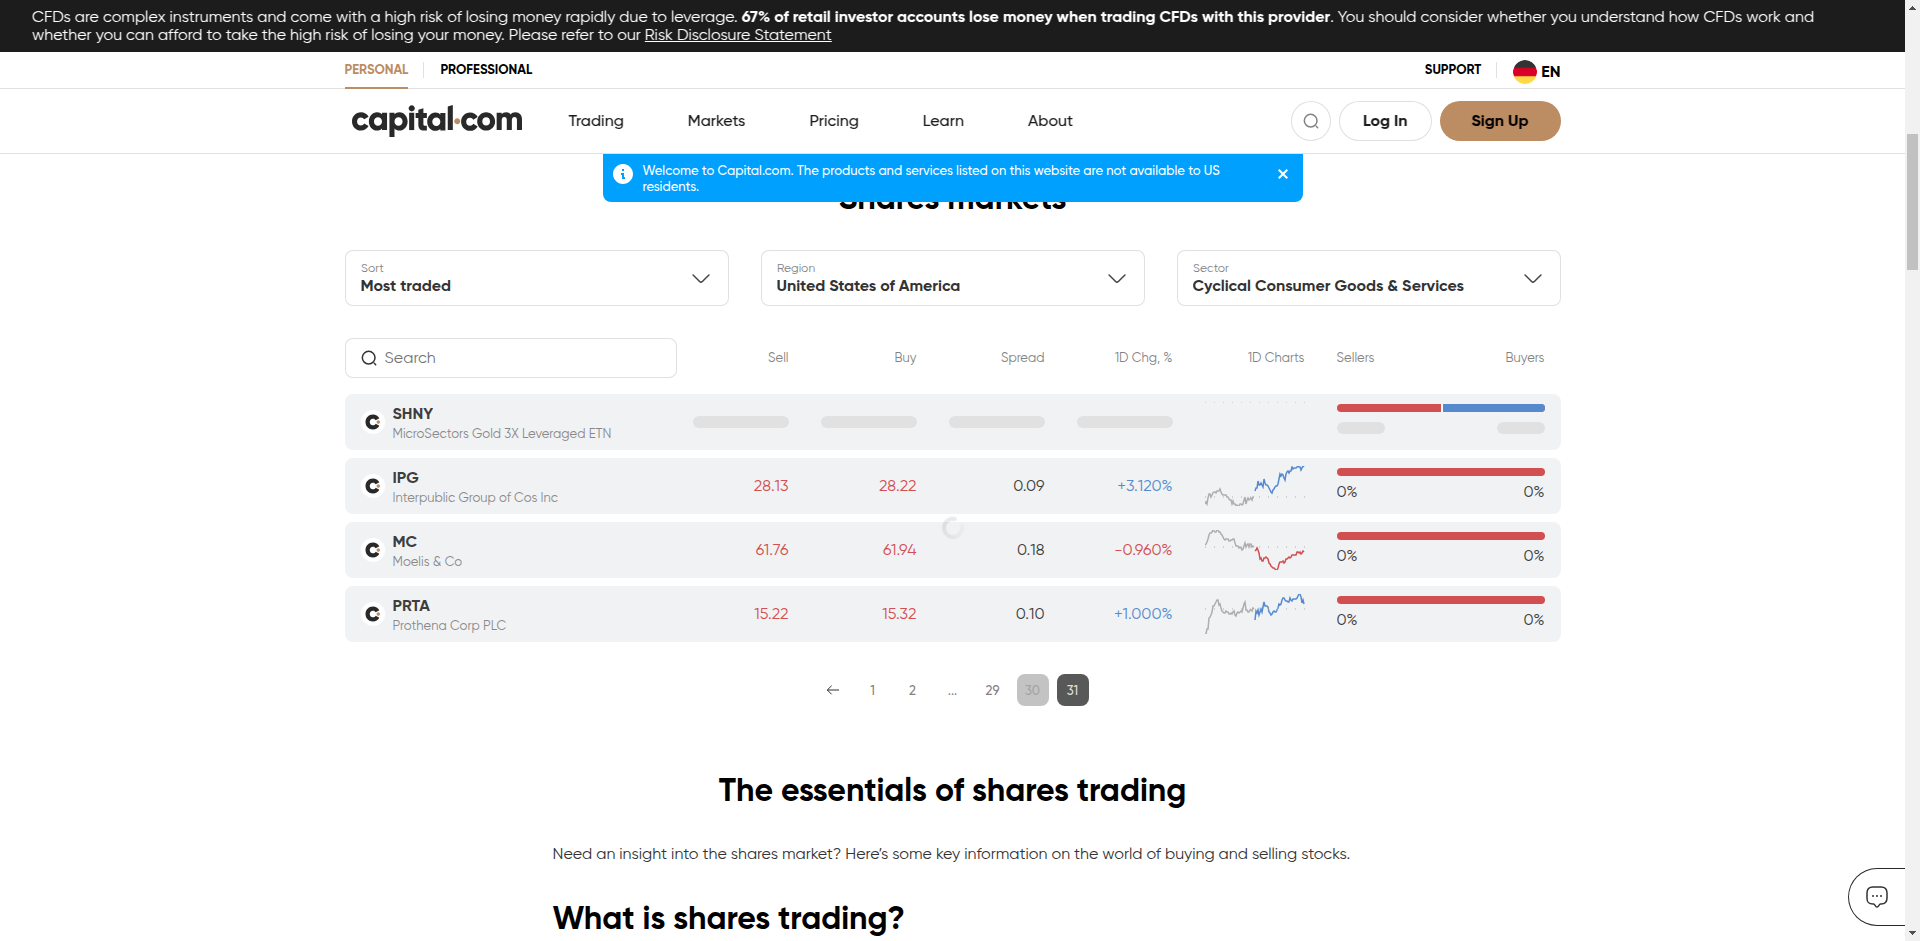 CFDs are complex instruments and come with a high risk of losing money rapidly due to leverage. 67% of retail investor accounts lose money when trading CFDs with this provider. You should consider whether you understand how CFDs work and
whether you can afford to take the high risk of losing your money. Please refer to our Risk Disclosure Statement
PERSONAL PROFESSIONAL SUPPORT EN
capital.com Trading Markets Pricing Learn About Log In Sign Up
Welcome to Capital.com. The products and services listed on this website are not available to US
residents.
Shares markets
Sort Region Sector
Most traded United States of America Cyclical Consumer Goods & Services
Search Sell Buy Spread 1D Chg, % 1D Charts Sellers Buyers
SHNY
MicroSectors Gold 3X Leveraged ETN
IPG
Interpublic Group of Cos Inc
28.13 28.22 0.09 +3.120% 0% 0%
MC
Moelis & Co
61.76 61.94 0.18 -0.960% 0% 0%
PRTA
Prothena Corp PLC
15.22 15.32 0.10 +1.000% 0% 0%
1 2 ... 29 30 31
The essentials of shares trading
Need an insight into the shares market? Here’s some key information on the world of buying and selling stocks.
What is shares trading?